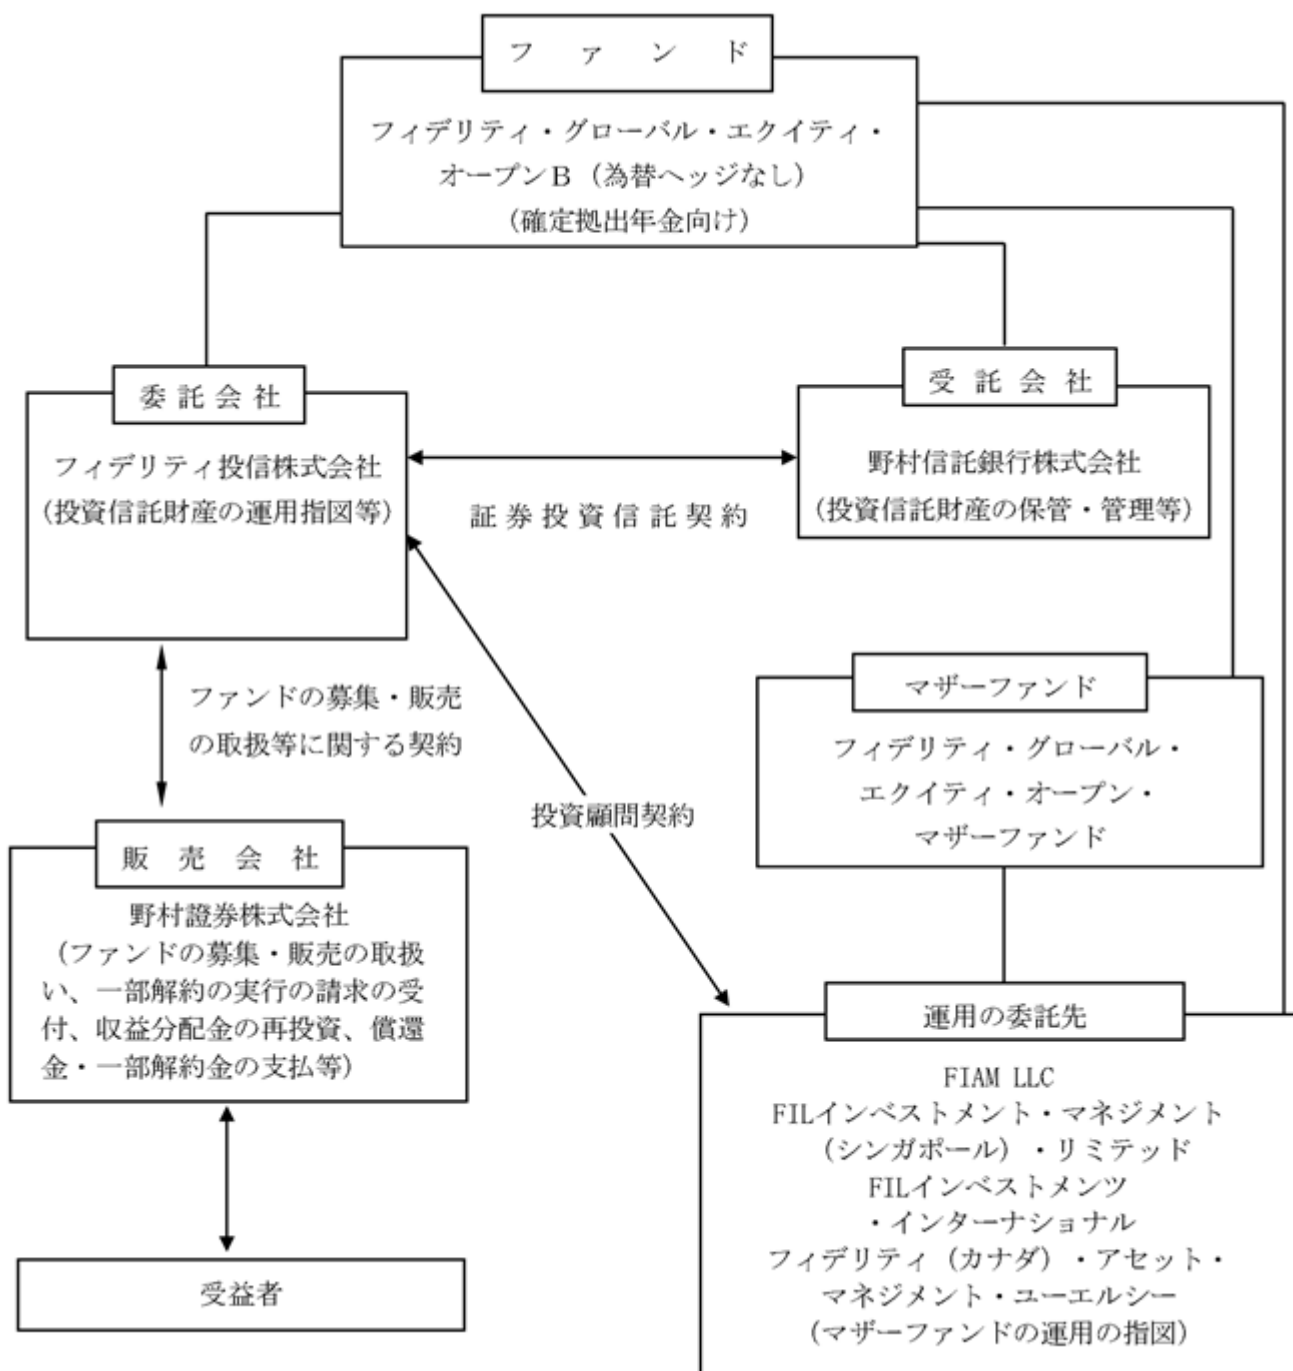 ファンド
フィデリティ・グローバル・エクイティ・
オープンB（為替ヘッジなし）
（確定拠出年金向け）
委託会社
フィデリティ投信株式会社
（投資信託財産の運用指図等）
証券投資信託契約
受託会社
野村信託銀行株式会社
（投資信託財産の保管・管理等）
ファンドの募集・販売
の取扱等に関する契約
投資顧問契約
マザーファンド
フィデリティ・グローバル・
エクイティ・オープン・
マザーファンド
販売会社
野村證券株式会社
（ファンドの募集・販売の取扱
い、一部解約の実行の請求の受
付、収益分配金の再投資、償還
金・一部解約金の支払等）
受益者
運用の委託先
FIAM LLC
FILインベストメント・マネジメント
（シンガポール）・リミテッド
FILインベストメンツ
・インターナショナル
フィデリティ（カナダ）・アセット・
マネジメント・ユーエルシー
（マザーファンドの運用の指図）